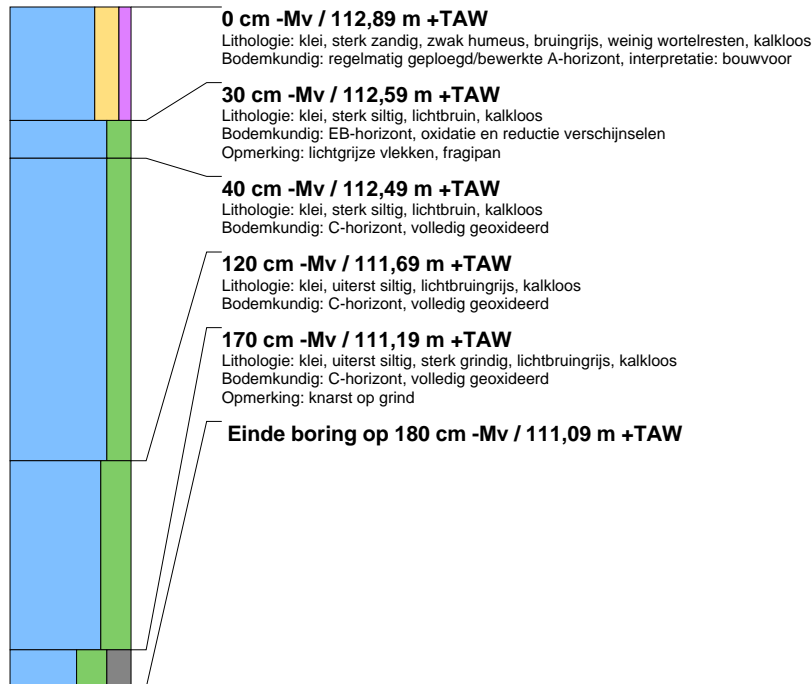 0 cm -Mv / 112,89 m +TAW
Lithologie: klei, sterk zandig, zwak humeus, bruingrijs, weinig wortelresten, kalkloos
Bodemkundig: regelmatig geploegd/bewerkte A-horizont, interpretatie: bouwvoor
30 cm -Mv / 112,59 m +TAW
Lithologie: klei, sterk siltig, lichtbruin, kalkloos
Bodemkundig: EB-horizont, oxidatie en reductie verschijnselen
Opmerking: lichtgrijze vlekken, fragipan
40 cm -Mv / 112,49 m +TAW
Lithologie: klei, sterk siltig, lichtbruin, kalkloos
Bodemkundig: C-horizont, volledig geoxideerd
120 cm -Mv / 111,69 m +TAW
Lithologie: klei, uiterst siltig, lichtbruingrijs, kalkloos
Bodemkundig: C-horizont, volledig geoxideerd
170 cm -Mv / 111,19 m +TAW
Lithologie: klei, uiterst siltig, sterk grindig, lichtbruingrijs, kalkloos
Bodemkundig: C-horizont, volledig geoxideerd
Opmerking: knarst op grind
Einde boring op 180 cm -Mv / 111,09 m +TAW